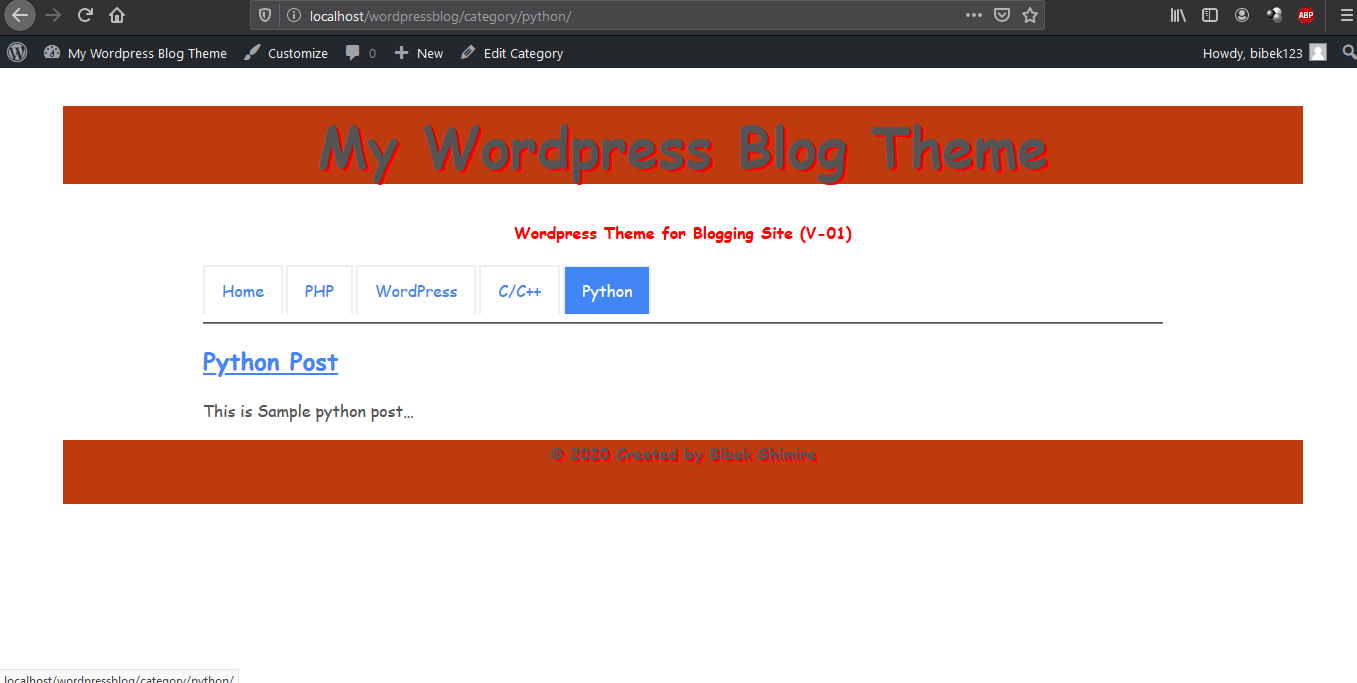 localhost/wordpressblog/category/python/
ABP
My Wordpress Blog Theme
Customize
0
New
Edit Category
Howdy, bibek123
My Wordpress Blog Theme
Wordpress Theme for Blogging Site (V-01)
Home
PHP
WordPress
C/C++
Python
Python Post
This is Sample python post...
© 2020 Created by Bibek Ghimire
localhost/wordpressblog/category/python/